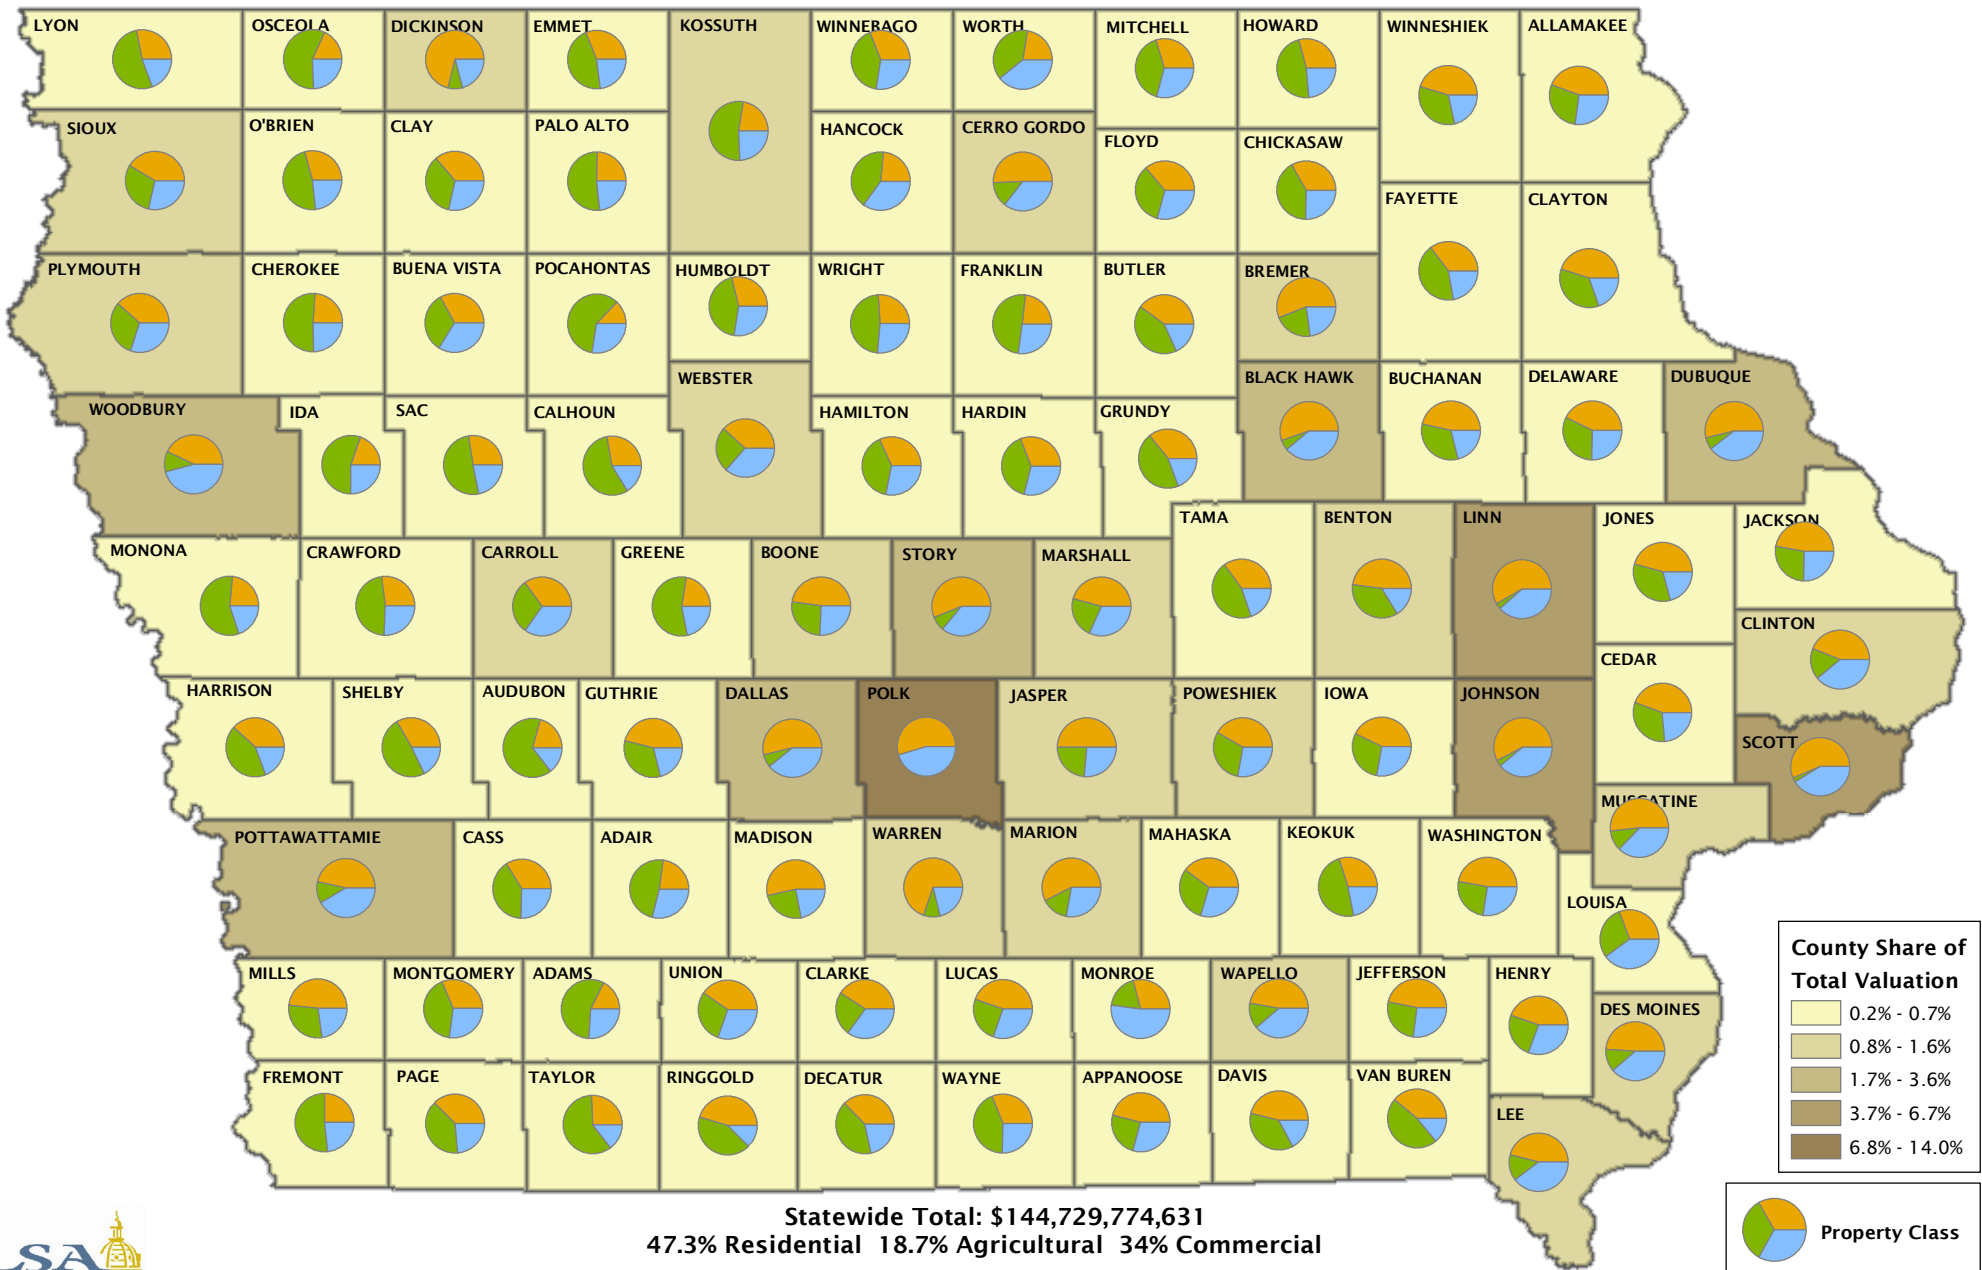 LYON OSCEOLA DICKINSON EMMET KOSSUTH WINNEBAGO WORTH MITCHELL HOWARD WINNESHIEK ALLAMAKEE
SIOUX O'BRIEN CLAY PALO ALTO HANCOCK CERRO GORDO FLOYD CHICKASAW
FAYETTE CLAYTON
PLYMOUTH CHEROKEE BUENA VISTA POCAHONTAS HUMBOLDT WRIGHT FRANKLIN BUTLER BREMER
WEBSTER BLACK HAWK BUCHANAN DELAWARE DUBUQUE
WOODBURY IDA SAC CALHOUN HAMILTON HARDIN GRUNDY
TAMA BENTON LINN JONES JACKSON
MONONA CRAWFORD CARROLL GREENE BOONE STORY MARSHALL
CLINTON
CEDAR
HARRISON SHELBY AUDUBON GUTHRIE DALLAS POLK JASPER POWESHIEK IOWA JOHNSON
SCOTT
MUSCATINE
POTTAWATTAMIE CASS ADAIR MADISON WARREN MARION MAHASKA KEOKUK WASHINGTON
LOUISA
MILLS MONTGOMERY ADAMS UNION CLARKE LUCAS MONROE WAPELLO JEFFERSON HENRY
DES MOINES
FREMONT PAGE TAYLOR RINGGOLD DECATUR WAYNE APPANOOSE DAVIS VAN BUREN
LEE
County Share of
Total Valuation
0.2% - 0.7%
0.8% - 1.6%
1.7% - 3.6%
3.7% - 6.7%
6.8% - 14.0%
Property Class
Statewide Total: $144,729,774,631
47.3% Residential 18.7% Agricultural 34% Commercial
LSA